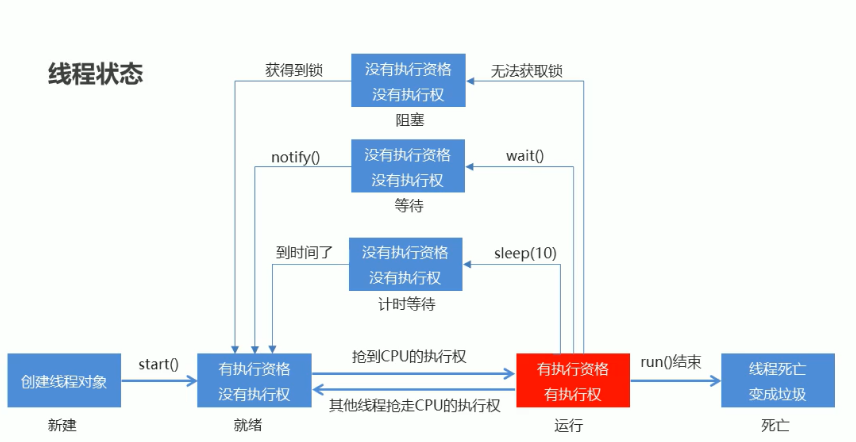 线程状态
获得到锁
没有执行资格
没有执行权
无法获取锁
阻塞
notify()
没有执行资格
没有执行权
wait()
等待
到时间了
没有执行资格
没有执行权
sleep(10)
计时等待
创建线程对象
新建
start()
有执行资格
没有执行权
就绪
抢到CPU的执行权
其他线程抢走CPU的执行权
有执行资格
有执行权
运行
run()结束
线程死亡
变成垃圾
死亡